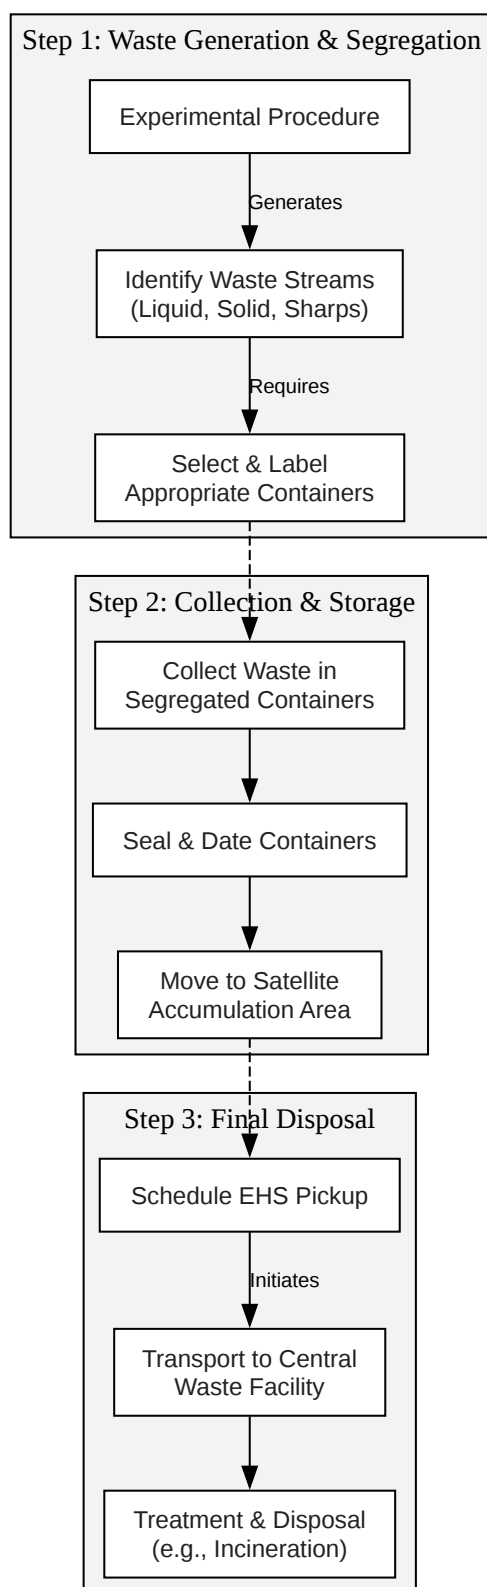 Step 1: Waste Generation & Segregation
Experimental Procedure
Generates
Identify Waste Streams
(Liquid, Solid, Sharps)
Requires
Select & Label
Appropriate Containers
Step 2: Collection & Storage
Collect Waste in
Segregated Containers
Seal & Date Containers
Move to Satellite
Accumulation Area
Step 3: Final Disposal
Schedule EHS Pickup
Initiates
Transport to Central
Waste Facility
Treatment & Disposal
(e.g., Incineration)